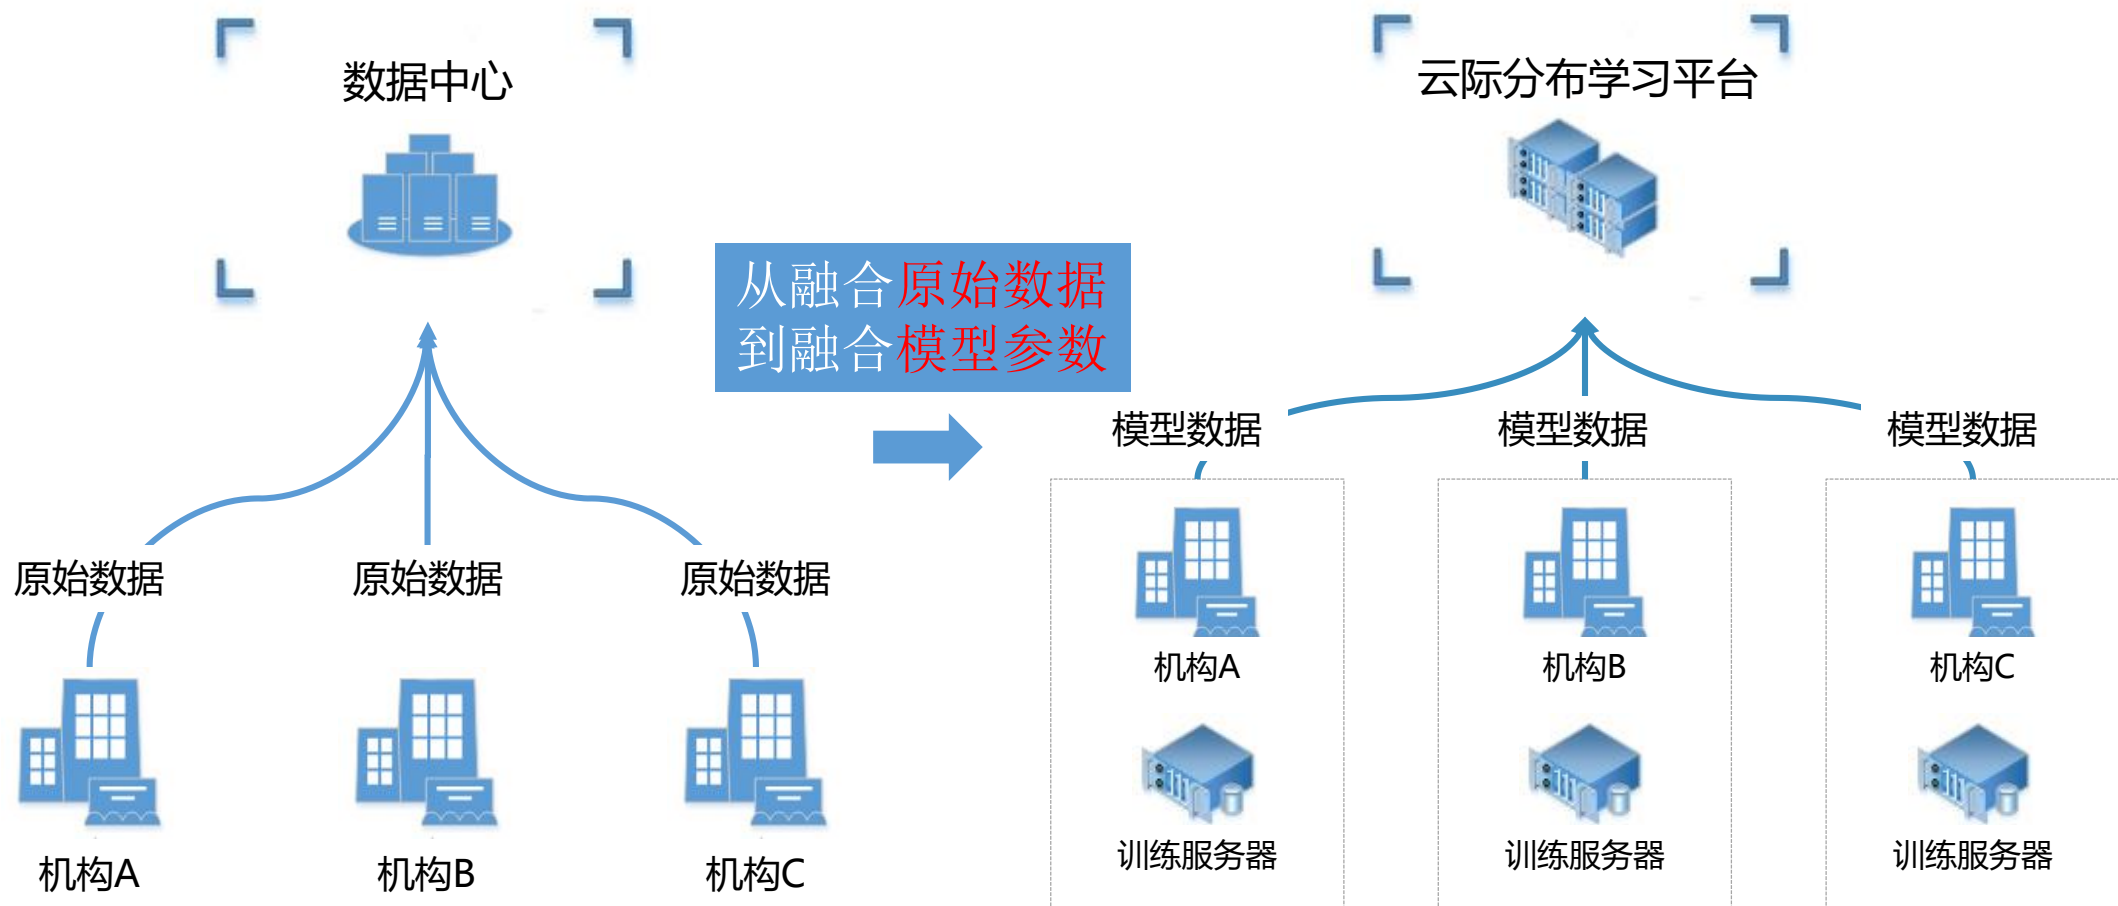 数据中心
原始数据
原始数据
原始数据
机构A
机构B
机构C
从融合原始数据
到融合模型参数
云际分布学习平台
模型数据
模型数据
模型数据
机构A
机构B
机构C
训练服务器
训练服务器
训练服务器